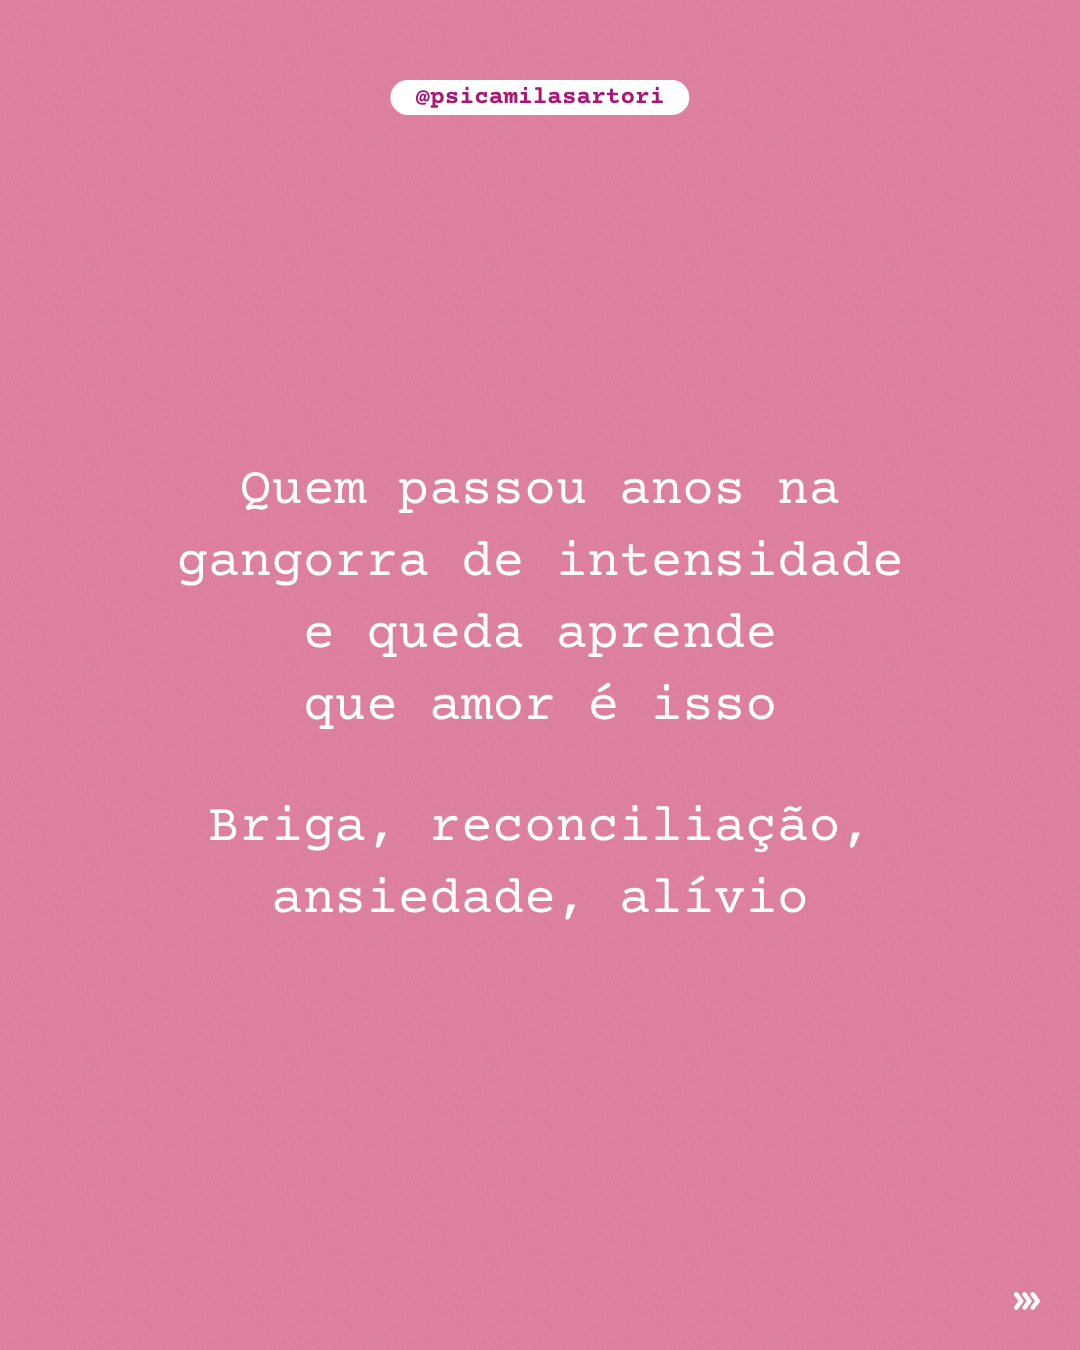 @psicamilasartori
Quem passou anos na
gangorra de intensidade
e queda aprende
que amor é isso
Briga, reconciliação,
ansiedade, alívio